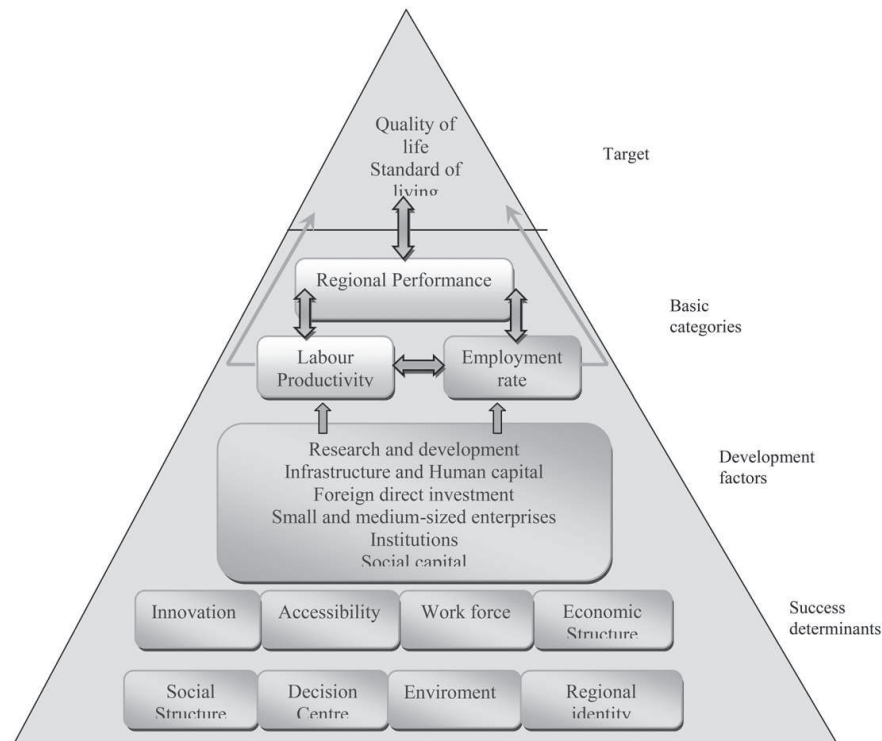 Quality of
life
Standard of
living
Target
Regional Performance
Basic
categories
Labour
Productivity
Employment
rate
Research and development
Infrastructure and Human capital
Foreign direct investment
Small and medium-sized enterprises
Institutions
Social capital
Development
factors
Innovation
Accessibility
Work force
Economic
Structure
Success
determinants
Social
Structure
Decision
Centre
Enviroment
Regional
identity